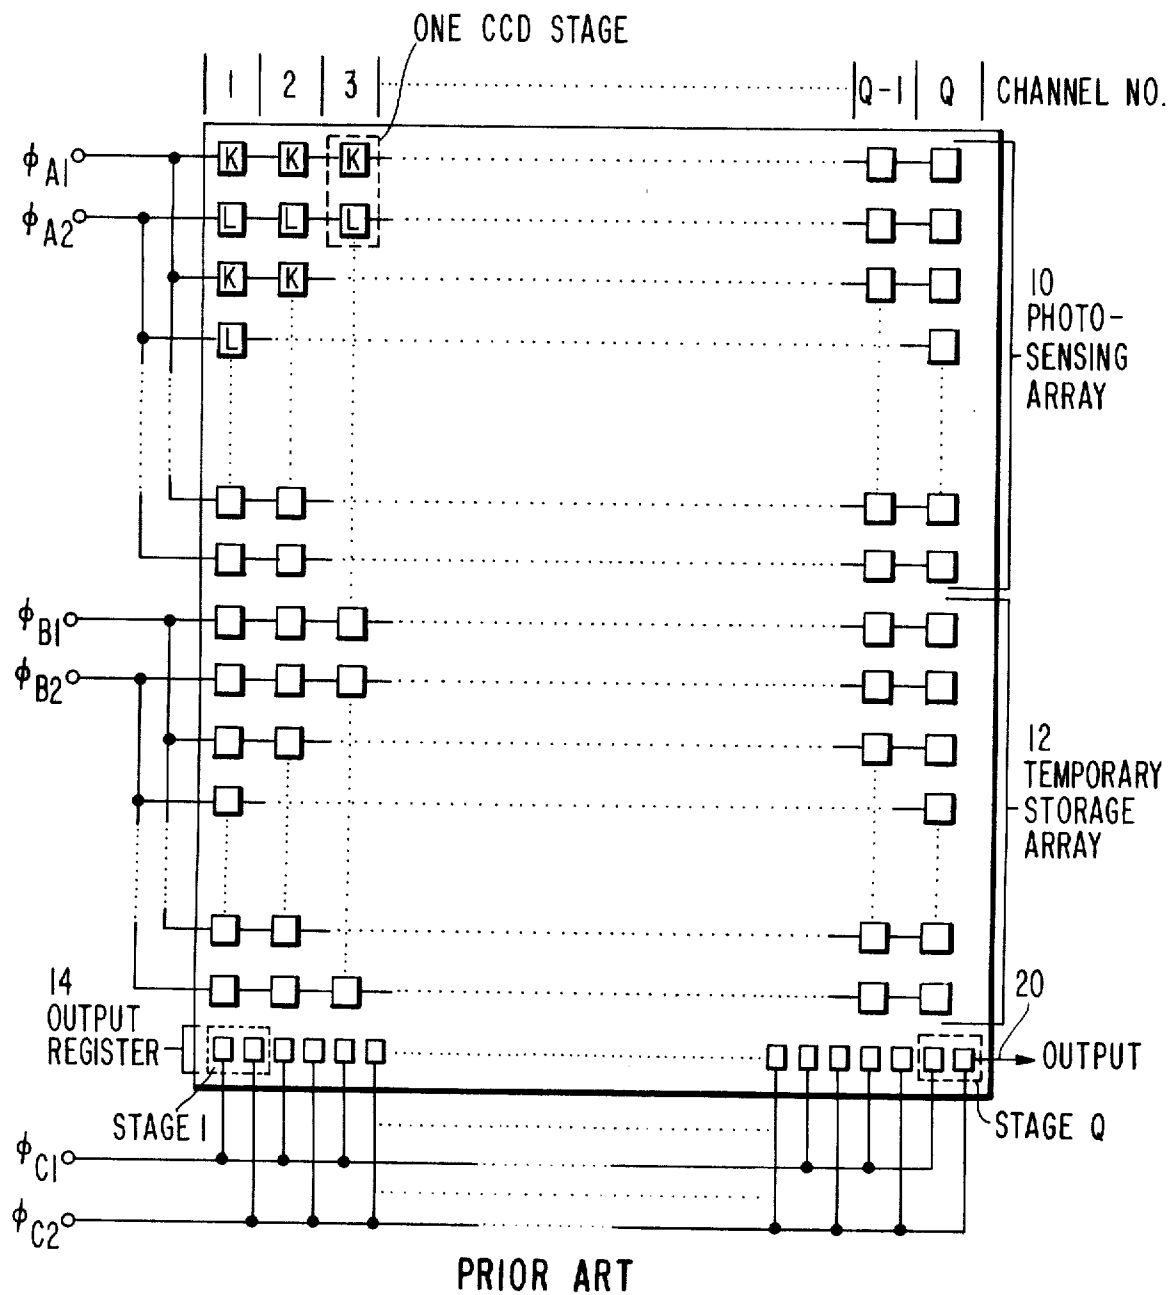 ONE CCD STAGE
1 2 3 Q-1 Q CHANNEL NO.
ϕA1 K K K
ϕA2 L L L
K K
L
10
PHOTO-
SENSING
ARRAY
ϕB1
ϕB2
12
TEMPORARY
STORAGE
ARRAY
14
OUTPUT
REGISTER
20
OUTPUT
STAGE 1
STAGE Q
ϕC1
ϕC2
PRIOR ART